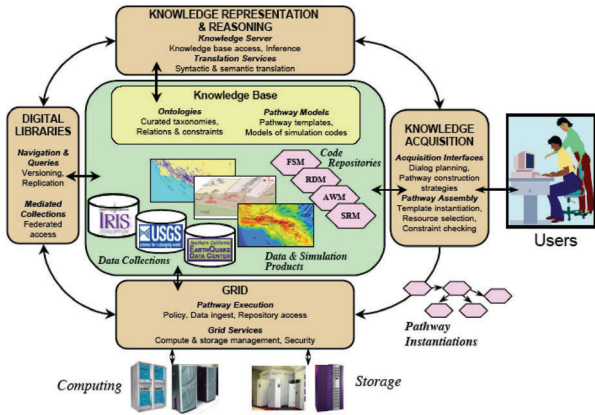 KNOWLEDGE REPRESENTATION
& REASONING
Knowledge Server
Knowledge base access, Inference
Translation Services
Syntactic & semantic translation
Knowledge Base
Ontologies
Curated taxonomies,
Relations & constraints
Pathway Models
Pathway templates,
Models of simulation codes
DIGITAL
LIBRARIES
Navigation &
Queries
Versioning,
Replication
Mediated
Collections
Federated
access
KNOWLEDGE
ACQUISITION
Acquisition Interfaces
Dialog planning,
Pathway construction
strategies
Pathway Assembly
Template instantiation,
Resource selection,
Constraint checking
Users
Code
Repositories
FSM
RDM
AWM
SRM
IRIS
USGS
science for a changing world
Southern California
EARTHQUAKE
DATA CENTER
Data Collections
Data & Simulation
Products
GRID
Pathway Execution
Policy, Data ingest, Repository access
Grid Services
Compute & storage management, Security
Pathway
Instantiations
Computing
Storage